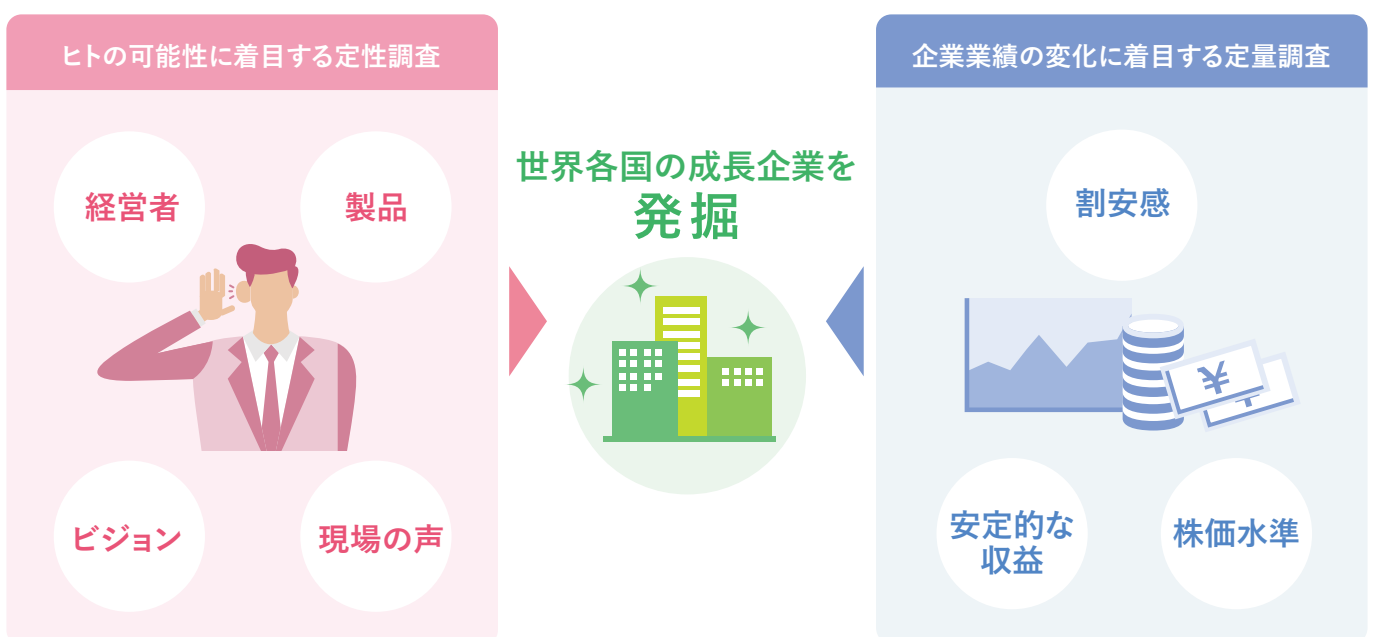 ヒトの可能性に着目する定性調査
経営者
製品
ビジョン
現場の声
世界各国の成長企業を
発掘
企業業績の変化に着目する定量調査
割安感
¥
¥
安定的な
収益
株価水準